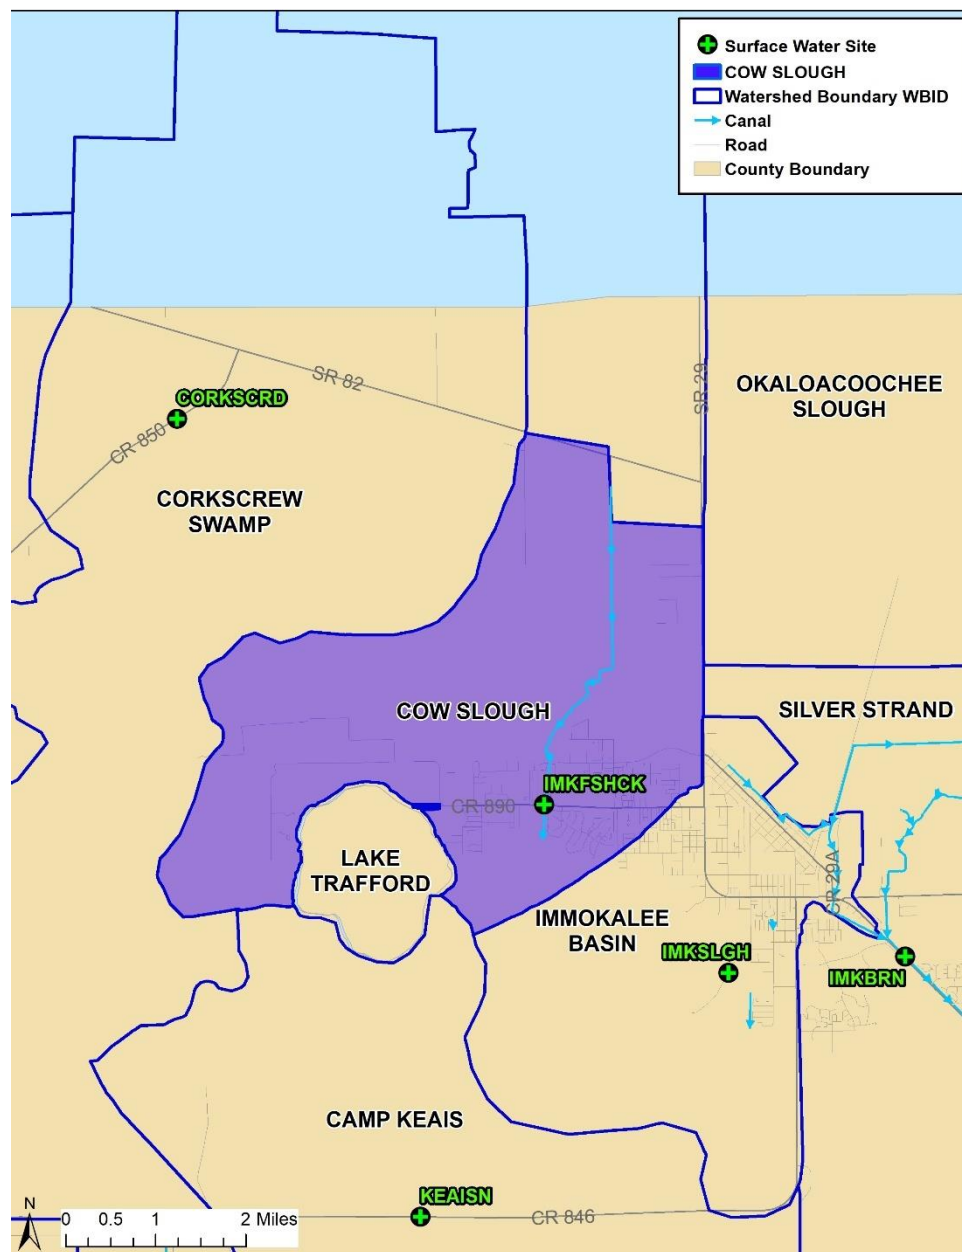 Surface Water Site
COW SLOUGH
Watershed Boundary WBID
Canal
Road
County Boundary
SR 82
SR 29
CORKSCRD
CR 850
OKALOACOOCHEE
SLOUGH
CORKSCREW
SWAMP
COW SLOUGH
SILVER STRAND
IMKFSHCK
CR 890
LAKE
TRAFFORD
CR 29A
IMMOKALEE
BASIN
IMKSLGH
IMKBRN
CAMP KEAIS
KEAISN
CR 846
N
0 0.5 1 2 Miles